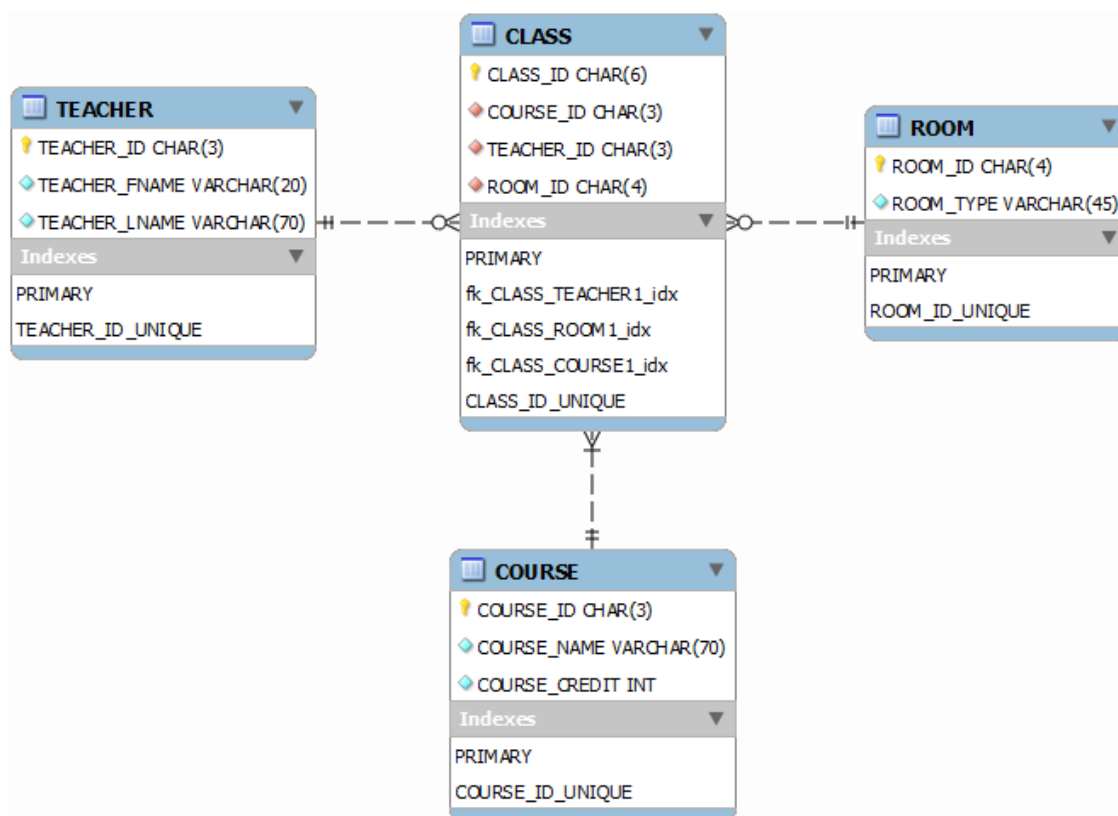 CLASS
CLASS_ID CHAR(6)
COURSE_ID CHAR(3)
TEACHER_ID CHAR(3)
ROOM_ID CHAR(4)
Indexes
PRIMARY
fk_CLASS_TEACHER1_idx
fk_CLASS_ROOM1_idx
fk_CLASS_COURSE1_idx
CLASS_ID_UNIQUE
TEACHER
TEACHER_ID CHAR(3)
TEACHER_FNAME VARCHAR(20)
TEACHER_LNAME VARCHAR(70)
Indexes
PRIMARY
TEACHER_ID_UNIQUE
ROOM
ROOM_ID CHAR(4)
ROOM_TYPE VARCHAR(45)
Indexes
PRIMARY
ROOM_ID_UNIQUE
COURSE
COURSE_ID CHAR(3)
COURSE_NAME VARCHAR(70)
COURSE_CREDIT INT
Indexes
PRIMARY
COURSE_ID_UNIQUE